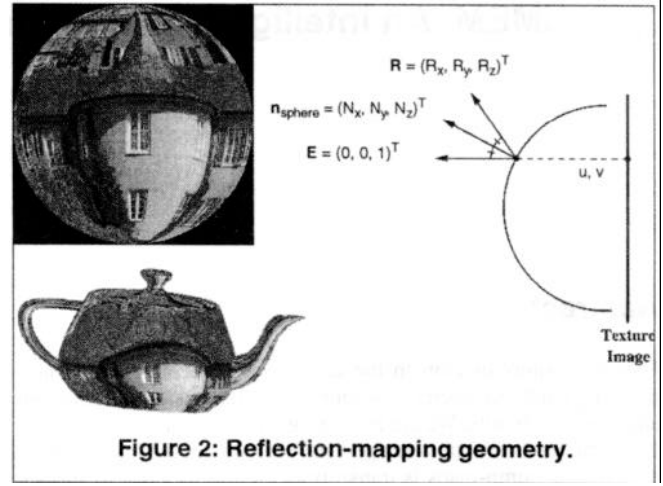 R = (Rx, Ry, Rz)T
nsphere = (Nx, Ny, Nz)T
E = (0, 0, 1)T
u, v
Texture
Image
Figure 2: Reflection-mapping geometry.